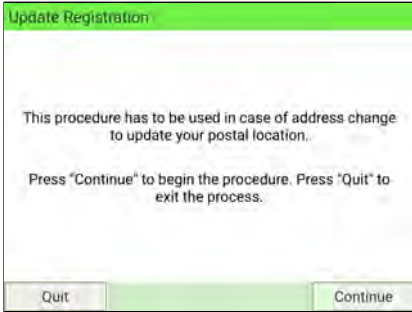 Update Registration
This procedure has to be used in case of address change
to update your postal location.
Press "Continue" to begin the procedure. Press "Quit" to
exit the process.
Quit
Continue